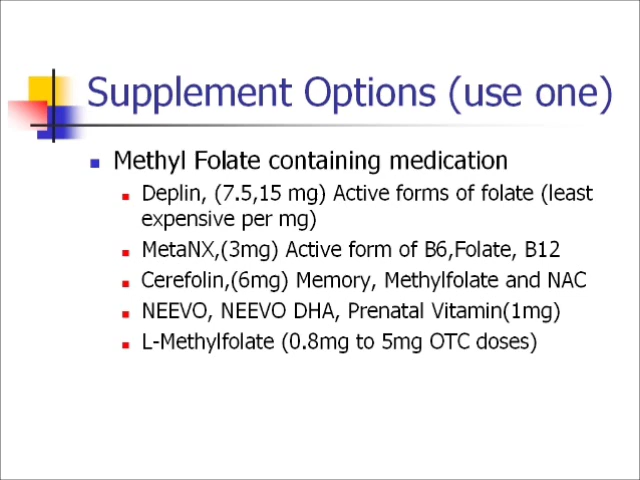 Supplement Options (use one)
Methyl Folate containing medication
Deplin, (7.5,15 mg) Active forms of folate (least
expensive per mg)
MetaNX,(3mg) Active form of B6,Folate, B12
Cerefolin,(6mg) Memory, Methylfolate and NAC
NEEVO, NEEVO DHA, Prenatal Vitamin(1mg)
L-Methylfolate (0.8mg to 5mg OTC doses)